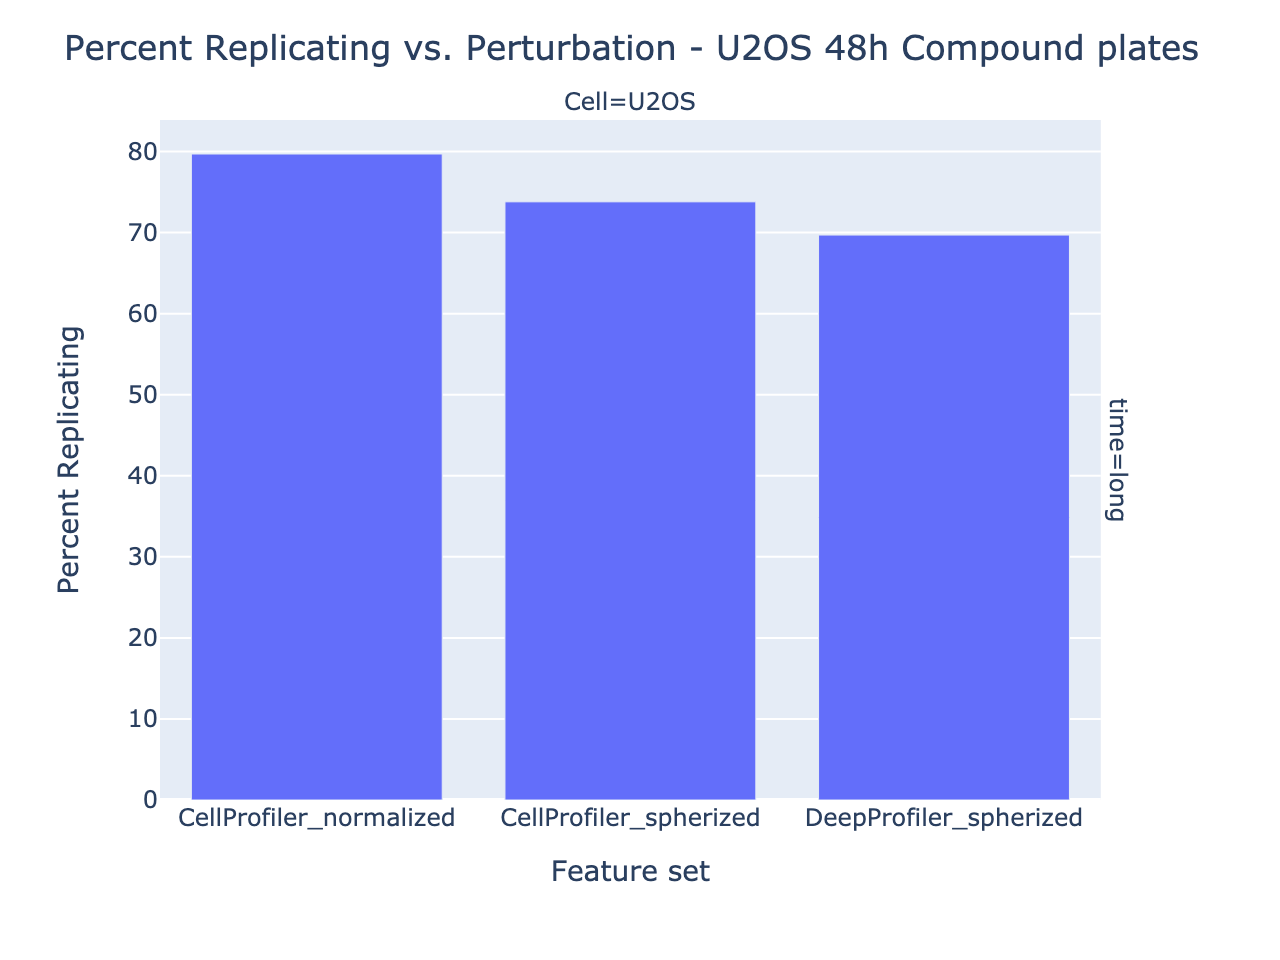 Percent Replicating vs. Perturbation - U2OS 48h Compound plates
Cell=U2OS
80
70
60
50
40
30
20
10
0
Percent Replicating
time=long
CellProfiler_normalized
CellProfiler_spherized
DeepProfiler_spherized
Feature set